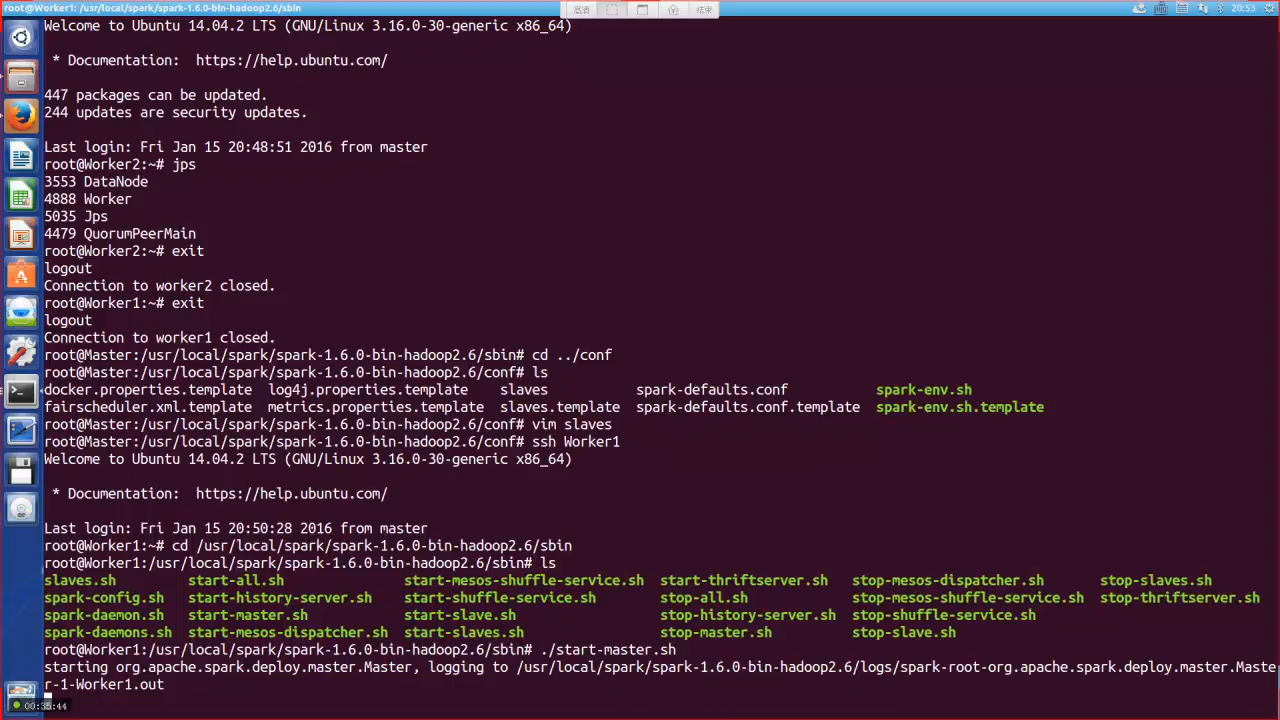 root@Worker1: /usr/local/spark/spark-1.6.0-bin-hadoop2.6/sbin
20:53
Welcome to Ubuntu 14.04.2 LTS (GNU/Linux 3.16.0-30-generic x86_64)
* Documentation:  https://help.ubuntu.com/
447 packages can be updated.
244 updates are security updates.
Last login: Fri Jan 15 20:48:51 2016 from master
root@Worker2:~# jps
3553 DataNode
4888 Worker
5035 Jps
4479 QuorumPeerMain
root@Worker2:~# exit
logout
Connection to worker2 closed.
root@Worker1:~# exit
logout
Connection to worker1 closed.
root@Master:/usr/local/spark/spark-1.6.0-bin-hadoop2.6/sbin# cd ../conf
root@Master:/usr/local/spark/spark-1.6.0-bin-hadoop2.6/conf# ls
docker.properties.template  log4j.properties.template  slaves  spark-defaults.conf  spark-env.sh
fairscheduler.xml.template  metrics.properties.template  slaves.template  spark-defaults.conf.template  spark-env.sh.template
root@Master:/usr/local/spark/spark-1.6.0-bin-hadoop2.6/conf# vim slaves
root@Master:/usr/local/spark/spark-1.6.0-bin-hadoop2.6/conf# ssh Worker1
Welcome to Ubuntu 14.04.2 LTS (GNU/Linux 3.16.0-30-generic x86_64)
* Documentation:  https://help.ubuntu.com/
Last login: Fri Jan 15 20:50:28 2016 from master
root@Worker1:~# cd /usr/local/spark/spark-1.6.0-bin-hadoop2.6/sbin
root@Worker1:/usr/local/spark/spark-1.6.0-bin-hadoop2.6/sbin# ls
slaves.sh  start-all.sh  start-mesos-shuffle-service.sh  start-thriftserver.sh  stop-mesos-dispatcher.sh  stop-slaves.sh
spark-config.sh  start-history-server.sh  start-shuffle-service.sh  stop-all.sh  stop-mesos-shuffle-service.sh  stop-thriftserver.sh
spark-daemon.sh  start-master.sh  start-slave.sh  stop-history-server.sh  stop-shuffle-service.sh
spark-daemons.sh  start-mesos-dispatcher.sh  start-slaves.sh  stop-master.sh  stop-slave.sh
root@Worker1:/usr/local/spark/spark-1.6.0-bin-hadoop2.6/sbin# ./start-master.sh
starting org.apache.spark.deploy.master.Master, logging to /usr/local/spark/spark-1.6.0-bin-hadoop2.6/logs/spark-root-org.apache.spark.deploy.master.Maste
r-1-Worker1.out
00:35:44